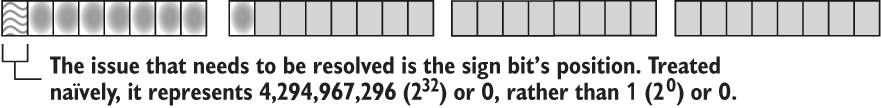 The issue that needs to be resolved is the sign bit's position. Treated
naïvely, it represents 4,294,967,296 (2³²) or 0, rather than 1 (2⁰) or 0.